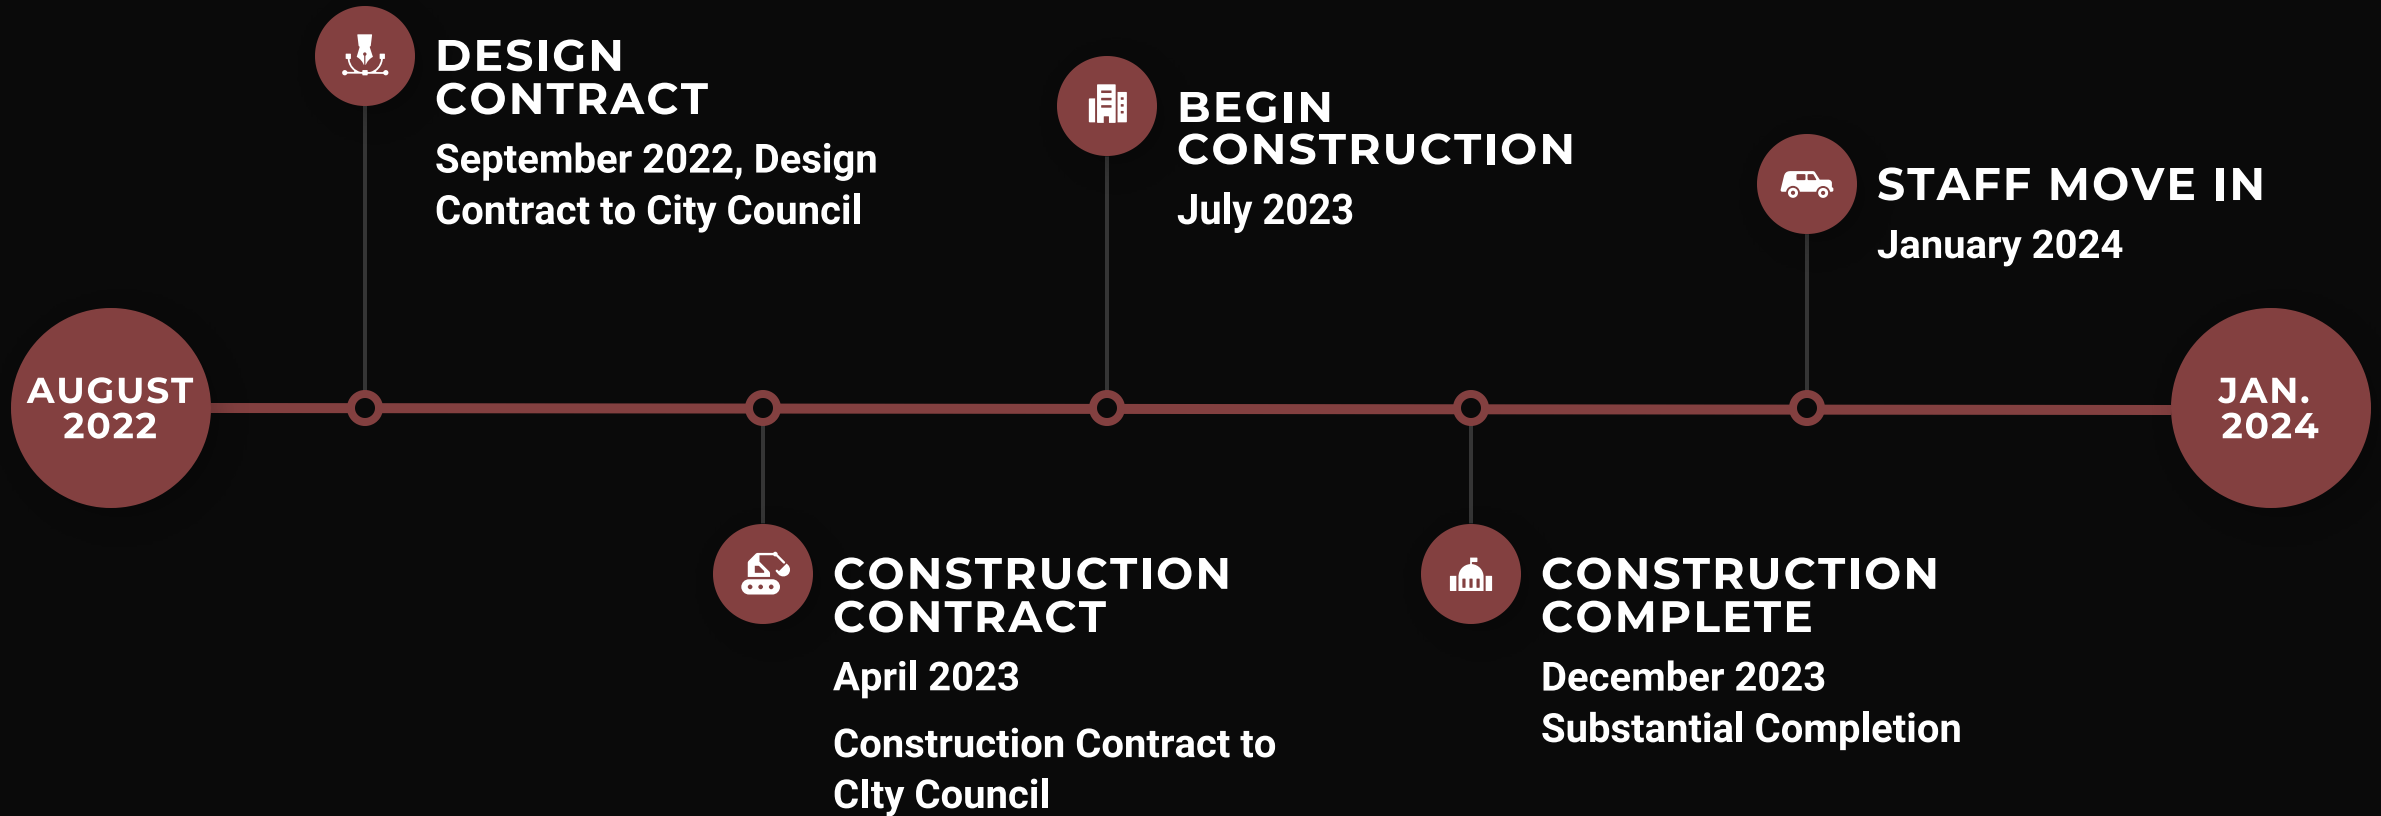 AUGUST
2022
DESIGN
CONTRACT
September 2022, Design
Contract to City Council
CONSTRUCTION
CONTRACT
April 2023
Construction Contract to
CIty Council
BEGIN
CONSTRUCTION
July 2023
CONSTRUCTION
COMPLETE
December 2023
Substantial Completion
STAFF MOVE IN
January 2024
JAN.
2024